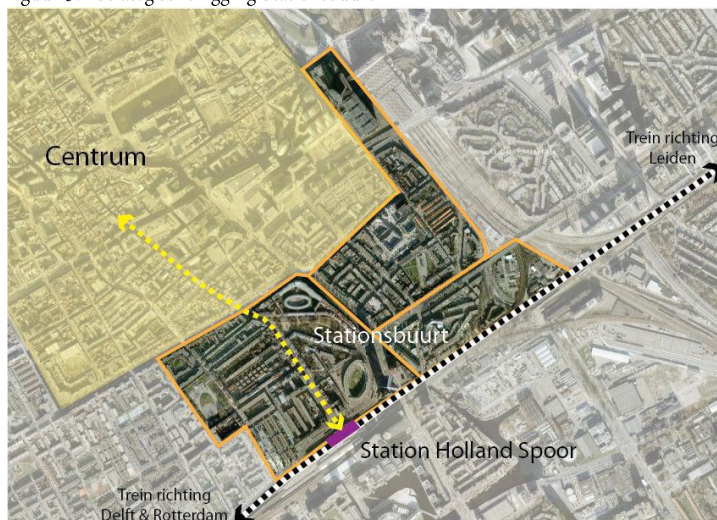 Centrum
Trein richting
Leiden
Stationsbuurt
Station Holland Spoor
Trein richting
Delft & Rotterdam